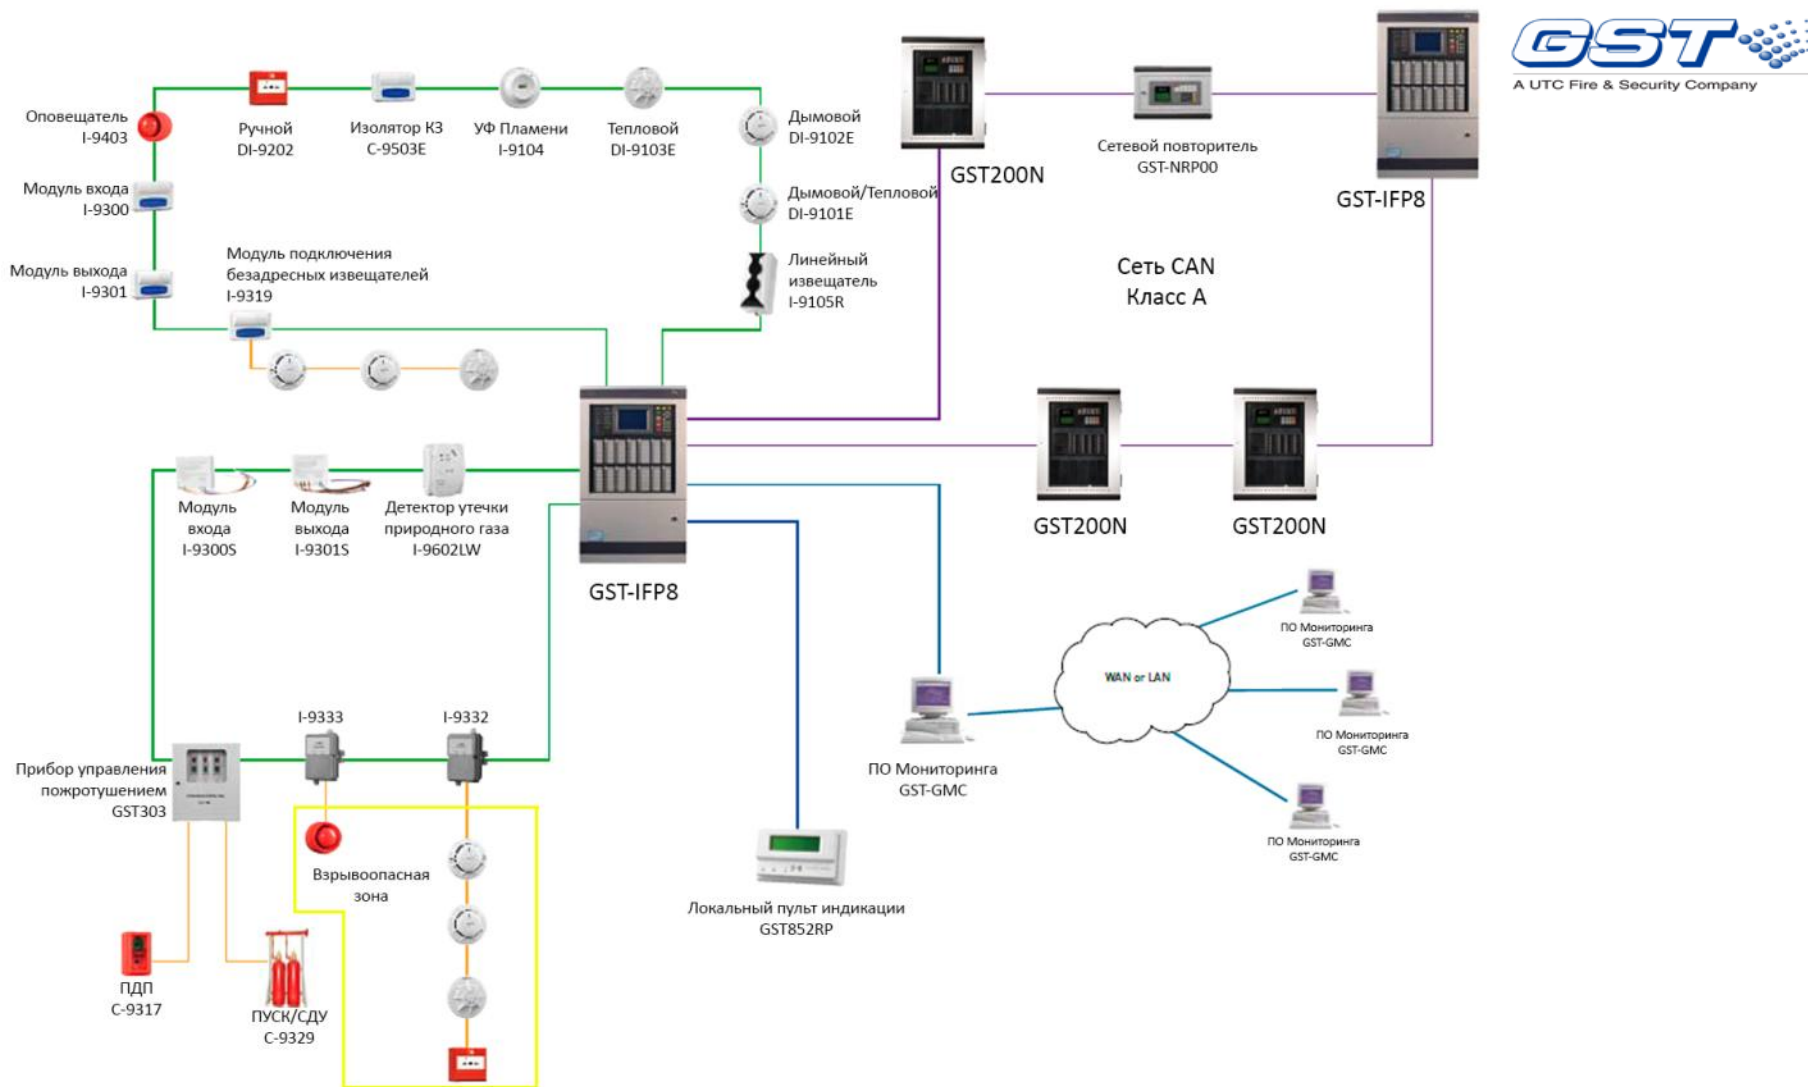 GST
A UTC Fire & Security Company
Оповещатель
I-9403
Ручной
DI-9202
Изолятор КЗ
C-9503E
УФ Пламени
I-9104
Тепловой
DI-9103E
Дымовой
DI-9102E
Модуль входа
I-9300
Дымовой/Тепловой
DI-9101E
Модуль выхода
I-9301
Модуль подключения
безадресных извещателей
I-9319
Линейный
извещатель
I-9105R
GST200N
Сетевой повторитель
GST-NRP00
GST-IFP8
Сеть CAN
Класс А
GST200N
GST200N
Модуль
входа
I-9300S
Модуль
выхода
I-9301S
Детектор утечки
природного газа
I-9602LW
GST-IFP8
I-9333
I-9332
Прибор управления
пожротушением
GST303
Взрывоопасная
зона
ПДП
C-9317
ПУСК/СДУ
C-9329
WAN or LAN
ПО Мониторинга
GST-GMC
ПО Мониторинга
GST-GMC
ПО Мониторинга
GST-GMC
ПО Мониторинга
GST-GMC
Локальный пульт индикации
GST852RP